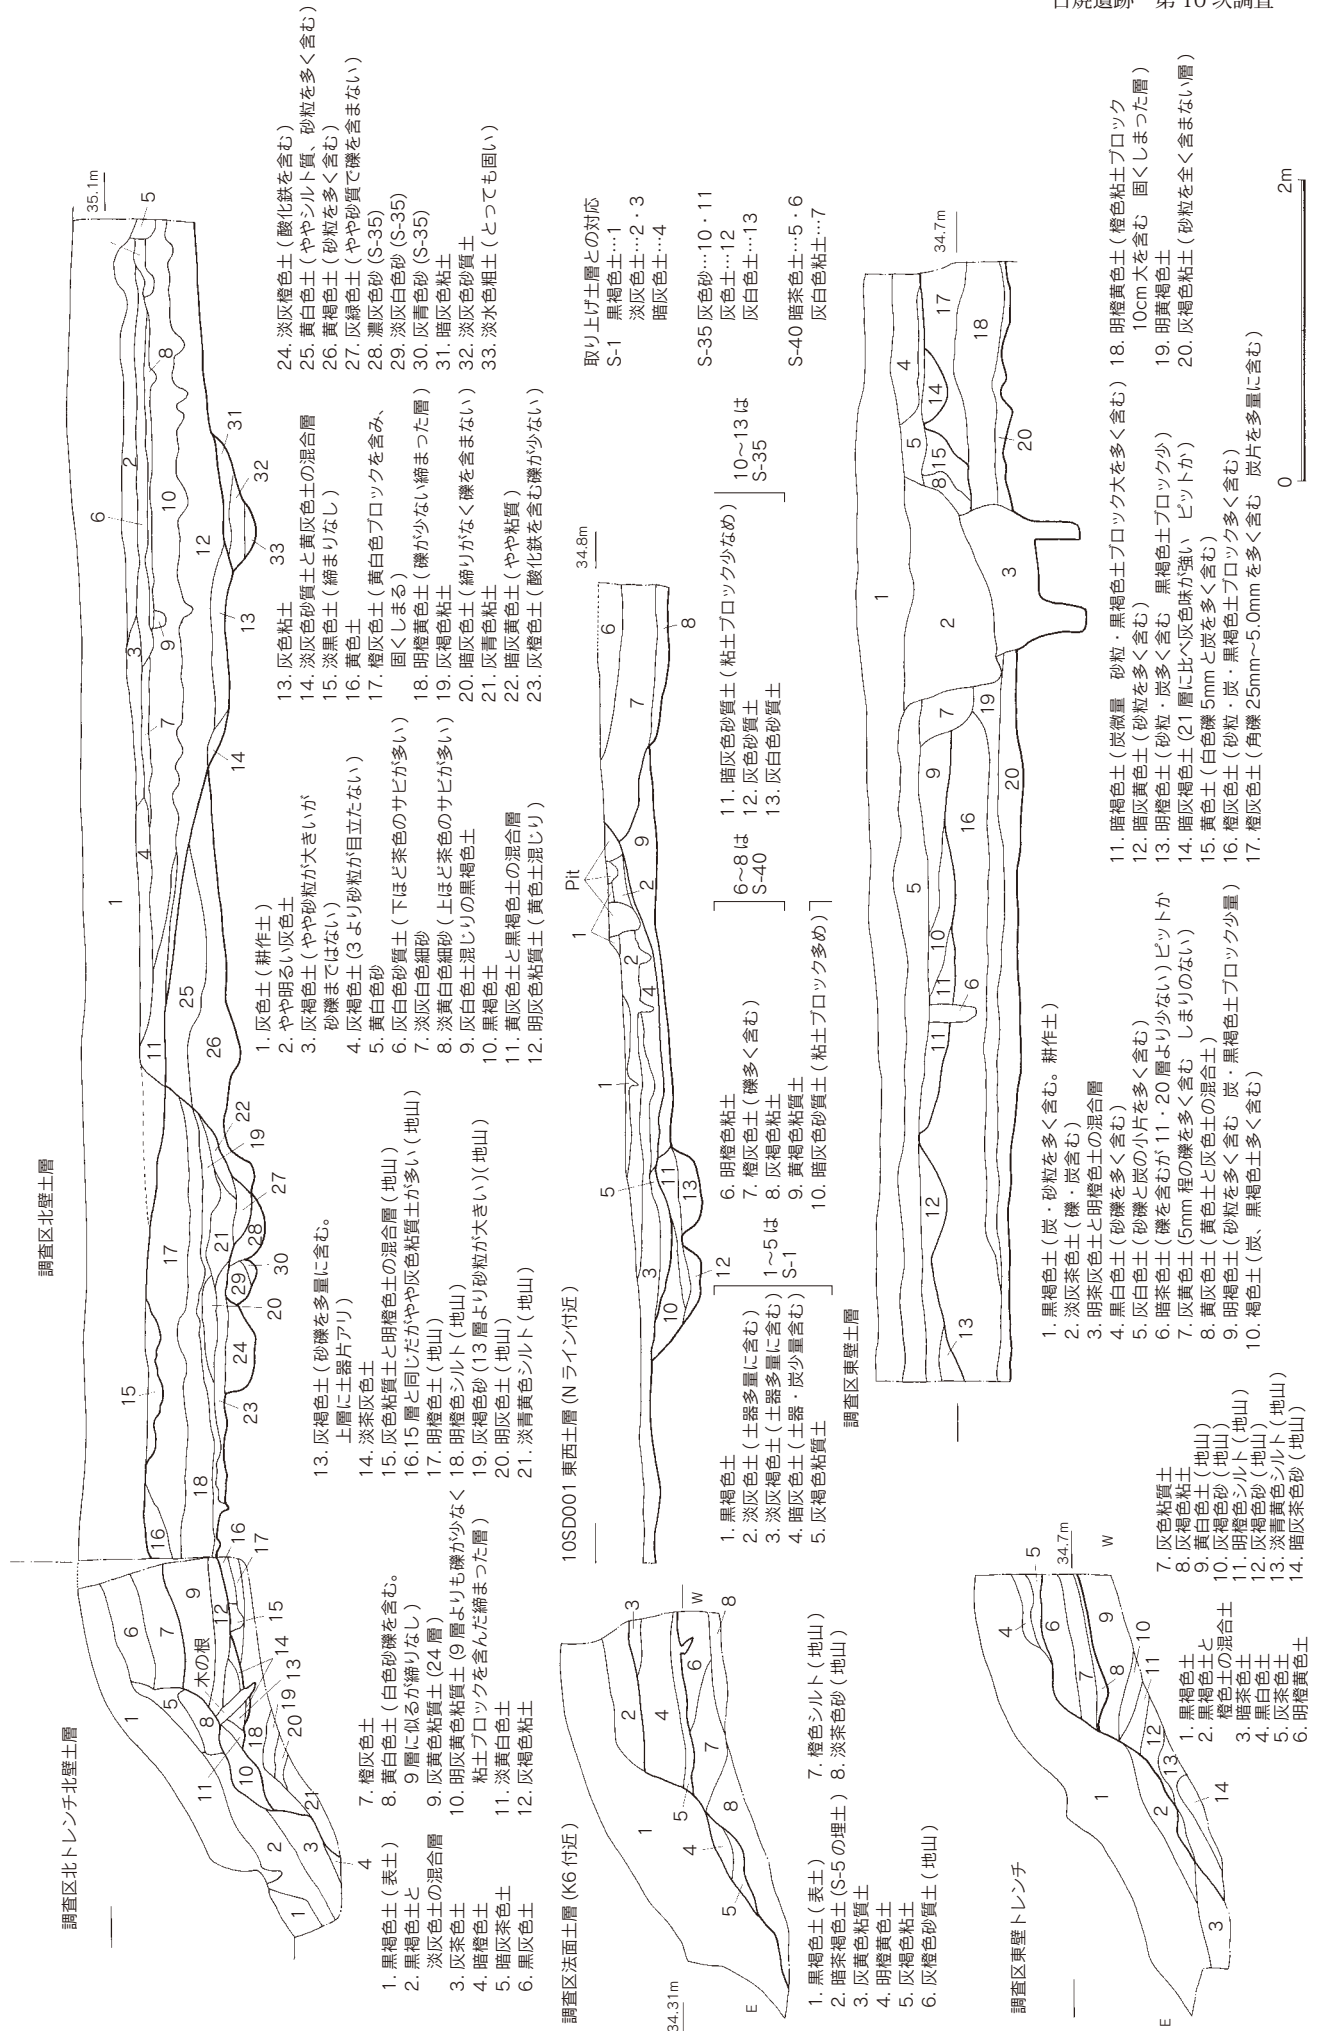 日焼遺跡 第10次調査
調査区北トレンチ北壁土層
調査区北壁土層
35.1m
木の根
1. 黒褐色土 (表土)
2. 黒褐色土と
淡灰色土の混合層
3. 灰茶色土
4. 暗橙色土
5. 暗灰茶色土
6. 黒灰色土
7. 橙灰色土
8. 黄白色土 (白色砂礫を含む。
9層に似るが締りなし)
9. 灰黄色粘質土 (24層)
10. 明灰黄色粘質土 (9層よりも礫が少なく
粘土ブロックを含んだ締まった層)
11. 淡黄白色土
12. 灰褐色粘土
13. 灰褐色土 (砂礫を多量に含む。
上層に土器片アリ)
14. 淡茶灰色土
15. 灰色粘質土と明橙色土の混合層 (地山)
16.15層と同じだがやや灰色粘質土が多い (地山)
17. 明橙色土 (地山)
18. 明橙色シルト (地山)
19. 灰褐色砂 (13層より砂粒が大きい)(地山)
20. 明灰色土 (地山)
21. 淡青黄色シルト (地山)
1. 灰色土 (耕作土)
2. やや明るい灰色土
3. 灰褐色土 (やや砂粒が大きいが
砂礫ではない)
4. 灰褐色土 (3より砂粒が目立たない)
5. 黄白色砂
6. 灰白色砂質土 (下ほど茶色のサビが多い)
7. 淡灰白色細砂
8. 淡黄白色細砂 (上ほど茶色のサビが多い)
9. 灰白色土混じりの黒褐色土
10. 黒褐色土
11. 黄灰色土と黒褐色土の混合層
12. 明灰色粘質土 (黄色土混じり)
13. 灰色粘土
14. 淡灰色砂質土と黄灰色土の混合層
15. 淡黒色土 (締まりなし)
16. 黄色土
17. 橙灰色土 (黄白色ブロックを含み、
固くしまる)
18. 明橙黄色土 (礫が少ない締まった層)
19. 灰褐色粘土
20. 暗灰色土 (締りがなく礫を含まない)
21. 灰青色粘土
22. 暗灰黄色土 (やや粘質)
23. 灰橙色土 (酸化鉄を含む礫が少ない)
24. 淡灰橙色土 (酸化鉄を含む)
25. 黄白色土 (ややシルト質、砂粒を多く含む)
26. 黄褐色土 (砂粒を多く含む)
27. 灰緑色土 (やや砂質で礫を含まない)
28. 濃灰色砂 (S-35)
29. 淡灰白色砂 (S-35)
30. 灰青色砂 (S-35)
31. 暗灰色粘土
32. 淡灰色砂質土
33. 淡水色粗土 (とっても固い)
調査区法面土層 (K6付近)
34.31m
E
W
1. 黒褐色土 (表土)
2. 暗茶褐色土 (S-5の埋土)
3. 灰黄色粘質土
4. 明橙黄色土
5. 灰褐色粘土
6. 灰橙色砂質土 (地山)
7. 橙色シルト (地山)
8. 淡茶色砂 (地山)
10SD001 東西土層 (Nライン付近)
34.8m
Pit
1. 黒褐色土
2. 淡灰色土 (土器多量に含む)
3. 淡灰褐色土 (土器多量に含む)
4. 暗灰色土 (土器・炭少量含む)
5. 灰褐色粘質土
1~5は
S-1
6. 明橙色粘土
7. 橙灰色土 (礫多く含む)
8. 灰褐色粘土
9. 黄褐色粘質土
10. 暗灰色砂質土 (粘土ブロック多め)
6~8は
S-40
11. 暗灰色砂質土 (粘土ブロック少なめ)
12. 灰色砂質土
13. 灰白色砂質土
10~13は
S-35
取り上げ土層との対応
S-1 黒褐色土…1
淡灰色土…2・3
暗灰色土…4
S-35 灰色砂…10・11
灰色土…12
灰白色土…13
S-40 暗茶色土…5・6
灰白色粘土…7
調査区東壁トレンチ
34.7m
E
W
1. 黒褐色土
2. 黒褐色土と
橙色土の混合土
3. 暗茶色土
4. 黒白色土
5. 灰茶色土
6. 明橙黄色土
7. 灰色粘質土
8. 灰褐色粘土
9. 黄白色土 (地山)
10. 灰褐色砂 (地山)
11. 明橙色シルト (地山)
12. 灰褐色砂 (地山)
13. 淡青黄色シルト (地山)
14. 暗灰茶色砂 (地山)
調査区東壁土層
34.7m
1. 黒褐色土 (炭・砂粒を多く含む。耕作土)
2. 淡灰茶色土 (礫・炭含む)
3. 明茶灰色土と明橙色土の混合層
4. 黒白色土 (砂礫を多く含む)
5. 灰白色土 (砂礫と炭の小片を多く含む)
6. 暗茶色土 (礫を含むが11・20層より少ない) ピットか
7. 灰黄色土 (5mm程の礫を多く含む しまりのない)
8. 黄灰色土 (黄色土と灰色土の混合土)
9. 明褐色土 (砂粒を多く含む 炭・黒褐色土ブロック少量)
10. 褐色土 (炭、黒褐色土多く含む)
11. 暗褐色土 (炭微量 砂粒・黒褐色土ブロック大を多く含む)
12. 暗灰黄色土 (砂粒を多く含む)
13. 明橙色土 (砂粒・炭多く含む 黒褐色土ブロック少)
14. 暗灰褐色土 (21層に比べ灰色味が強い ピットか)
15. 黄色土 (白色礫5mmと炭を多く含む)
16. 橙灰色土 (砂粒・炭・黒褐色土ブロック多く含む)
17. 橙灰色土 (角礫25mm~5.0mmを多く含む 炭片を多量に含む)
18. 明橙黄色土 (橙色粘土ブロック
10cm大を含む 固くしまった層)
19. 明黄褐色土
20. 灰褐色粘土 (砂粒を全く含まない層)
0
2m